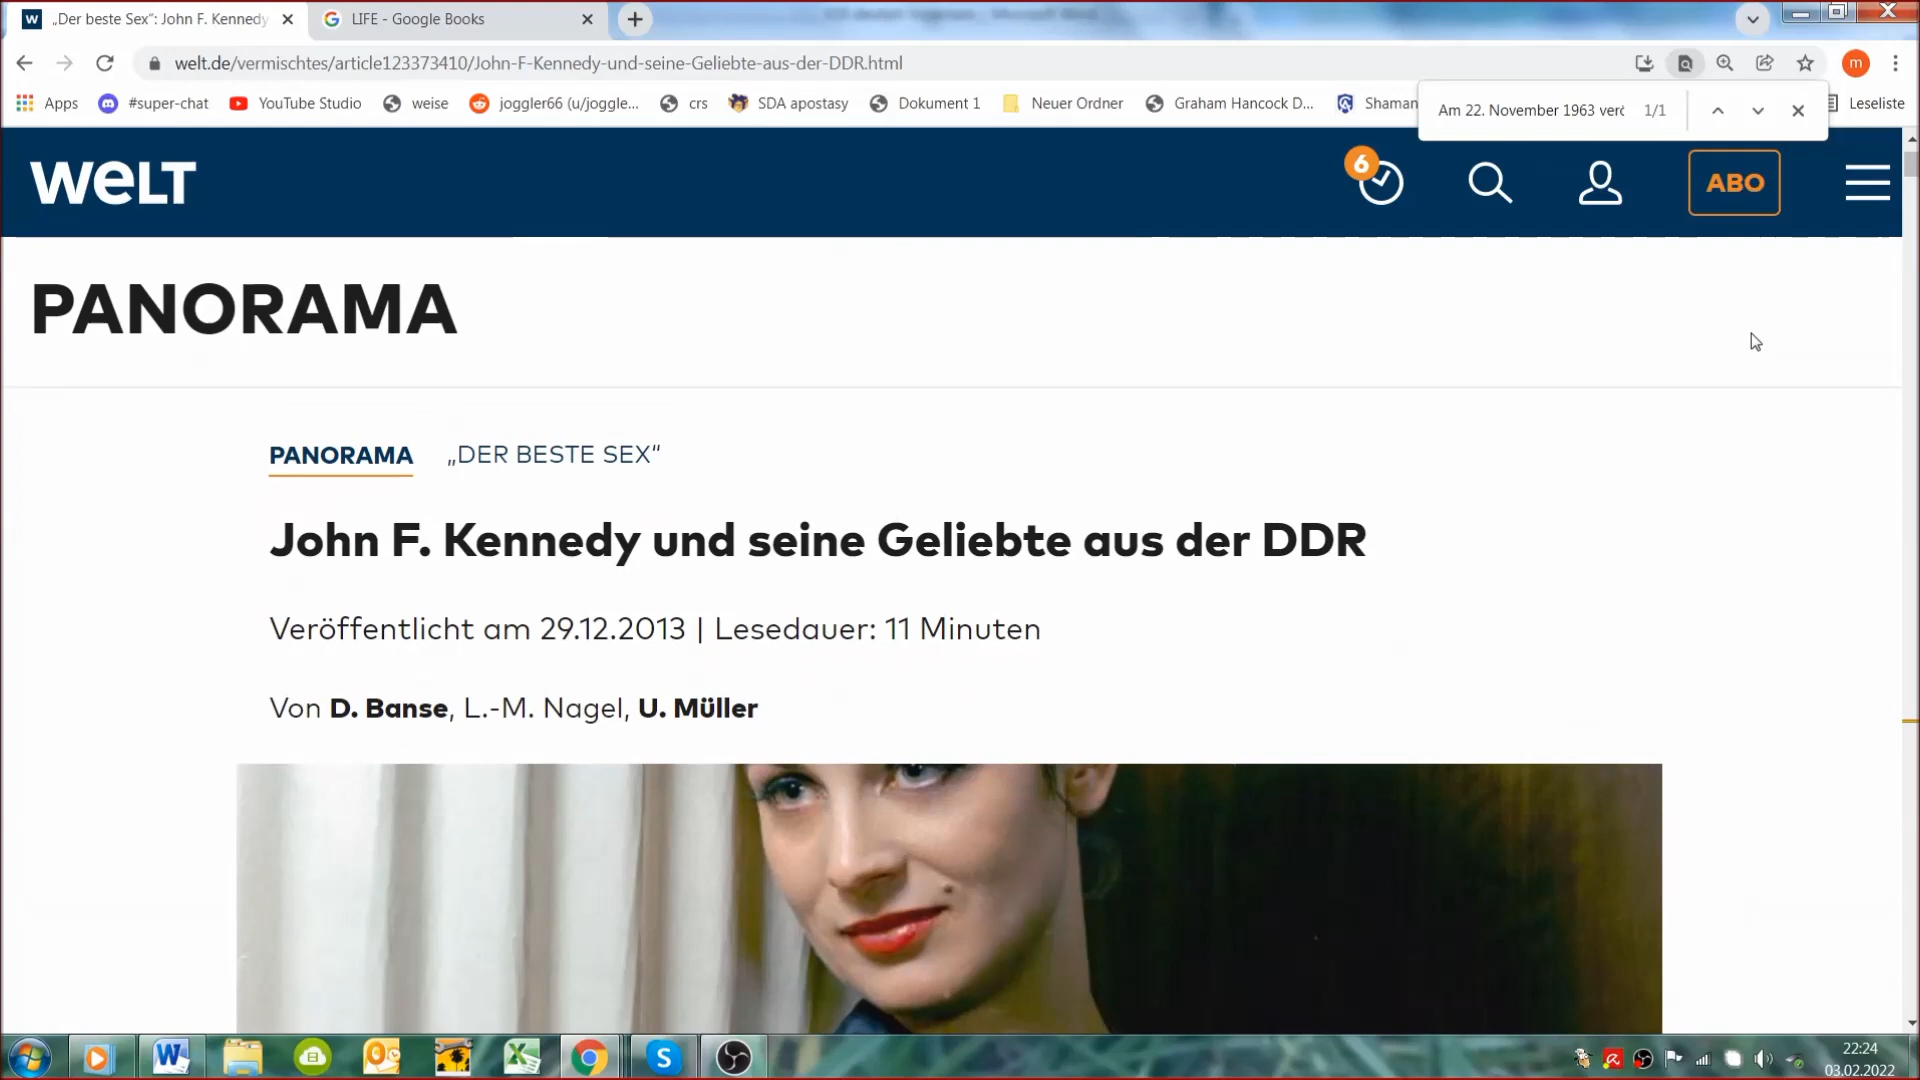 „Der beste Sex“: John F. Kennedy
LIFE - Google Books
welt.de/vermischtes/article123373410/John-F-Kennedy-und-seine-Geliebte-aus-der-DDR.html
m
Apps
#super-chat
YouTube Studio
weise
joggler66 (u/joggle...
crs
SDA apostasy
Dokument 1
Neuer Ordner
Graham Hancock D...
Shaman
Leseliste
Am 22. November 1963
1/1
WELT
6
ABO
PANORAMA
PANORAMA
„DER BESTE SEX“
John F. Kennedy und seine Geliebte aus der DDR
Veröffentlicht am 29.12.2013 | Lesedauer: 11 Minuten
Von D. Banse, L.-M. Nagel, U. Müller
22:24
03.02.2022